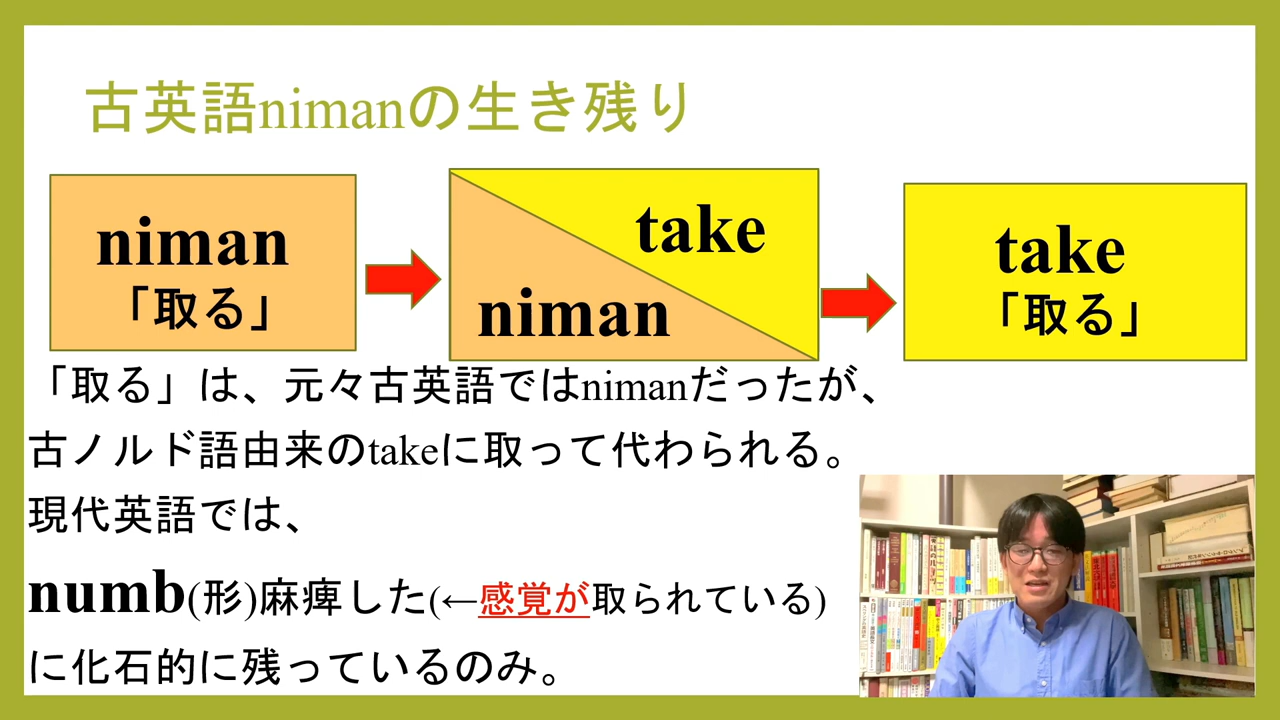 古英語nimanの生き残り
niman
「取る」
take
niman
take
「取る」
「取る」は、元々古英語ではnimanだったが、
古ノルド語由来のtakeに取って代わられる。
現代英語では、
numb(形)麻痺した(←感覚が取られている)
に化石的に残っているのみ。